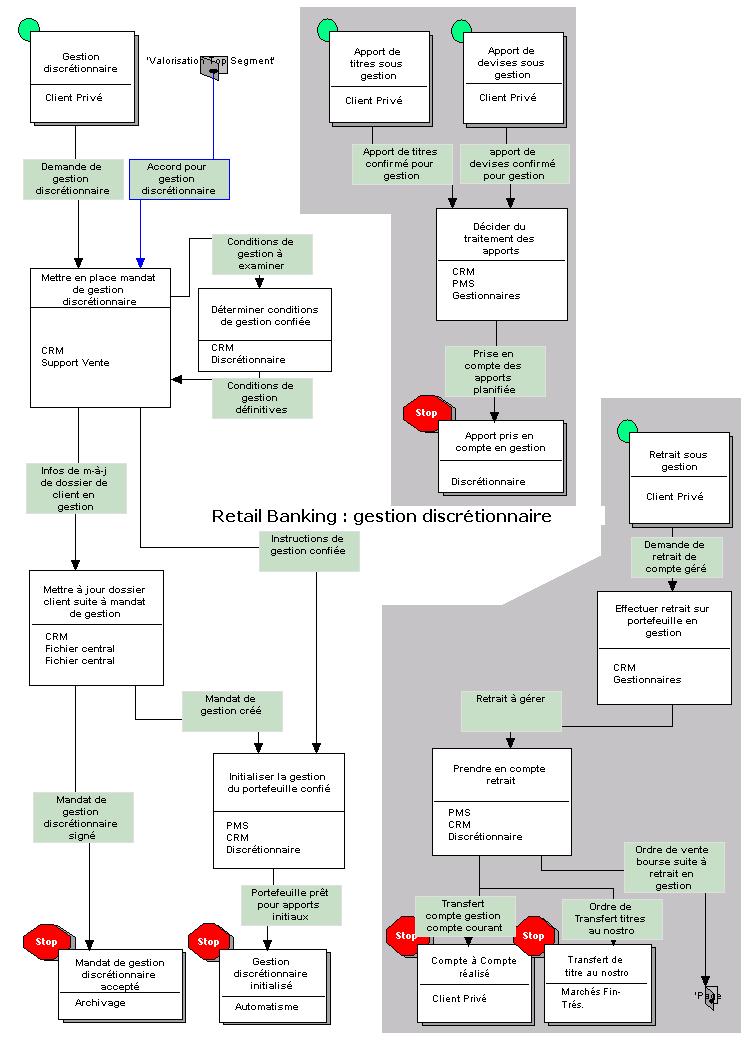 Gestion
discrétionnaire
Client Privé
'Valorisation Top Segment'
Demande de
gestion
discrétionnaire
Accord pour
gestion
discrétionnaire
Mettre en place mandat
de gestion
discrétionnaire
CRM
Support Vente
Conditions de
gestion à
examiner
Déterminer conditions
de gestion confiée
CRM
Discrétionnaire
Conditions de
gestion
définitives
Apport de
titres sous
gestion
Client Privé
Apport de
devises sous
gestion
Client Privé
Apport de titres
confirmé pour
gestion
apport de
devises confirmé
pour gestion
Décider du
traitement des
apports
CRM
PMS
Gestionnaires
Prise en
compte des
apports
planifiée
Stop
Apport pris en
compte en gestion
Discrétionnaire
Retail Banking : gestion discrétionnaire
Infos de m-à-j
de dossier de
client en
gestion
Instructions de
gestion confiée
Mettre à jour dossier
client suite à mandat
de gestion
CRM
Fichier central
Fichier central
Mandat de
gestion créé
Initialiser la gestion
du portefeuille confié
PMS
CRM
Discrétionnaire
Mandat de
gestion
discrétionnaire
signé
Portefeuille prêt
pour apports
initiaux
Stop
Mandat de gestion
discrétionnaire
accepté
Archivage
Stop
Gestion
discrétionnaire
initialisé
Automatisme
Retrait sous
gestion
Client Privé
Demande de
retrait de
compte géré
Effectuer retrait sur
portefeuille en
gestion
CRM
Gestionnaires
Retrait à gérer
Prendre en compte
retrait
PMS
CRM
Discrétionnaire
Ordre de vente
bourse suite à
retrait en
gestion
Transfert
compte gestion
compte courant
Ordre de
Transfert titres
au nostro
Stop
Compte à Compte
réalisé
Client Privé
Stop
Transfert de
titre au nostro
Marchés Fin-
Trés.
'Page